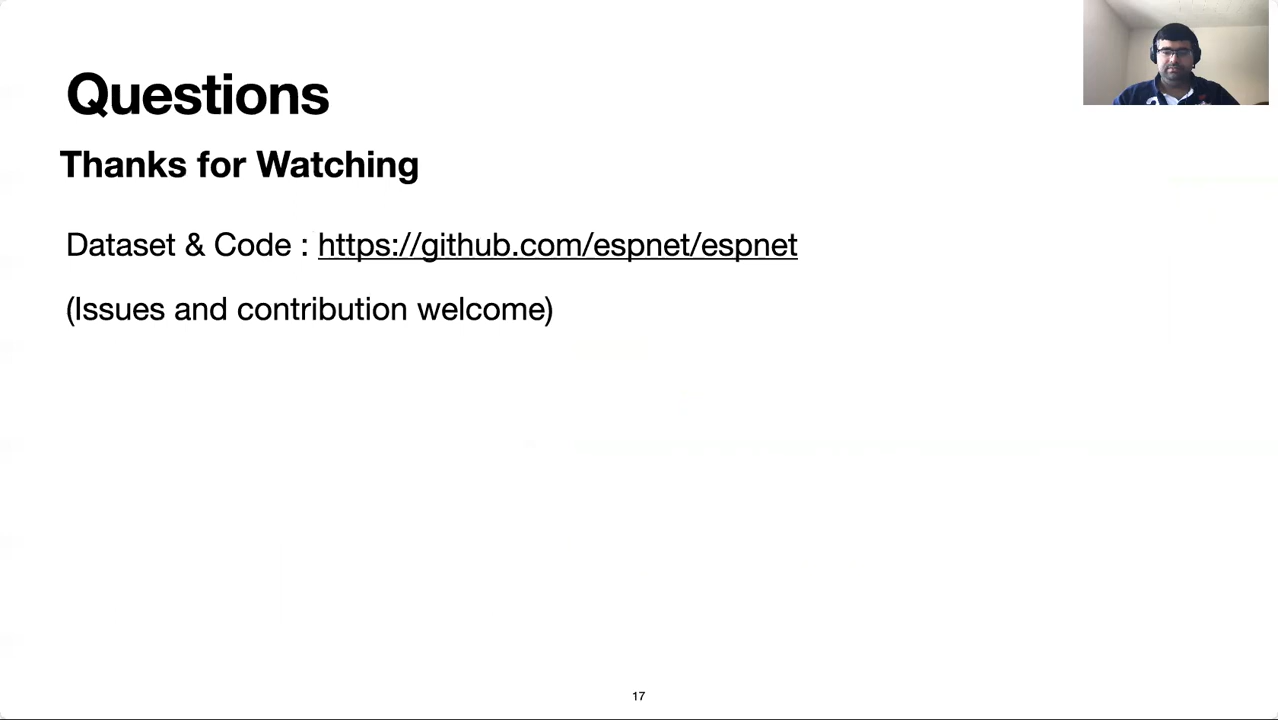 Questions
Thanks for Watching
Dataset & Code : https://github.com/espnet/espnet
(Issues and contribution welcome)
17